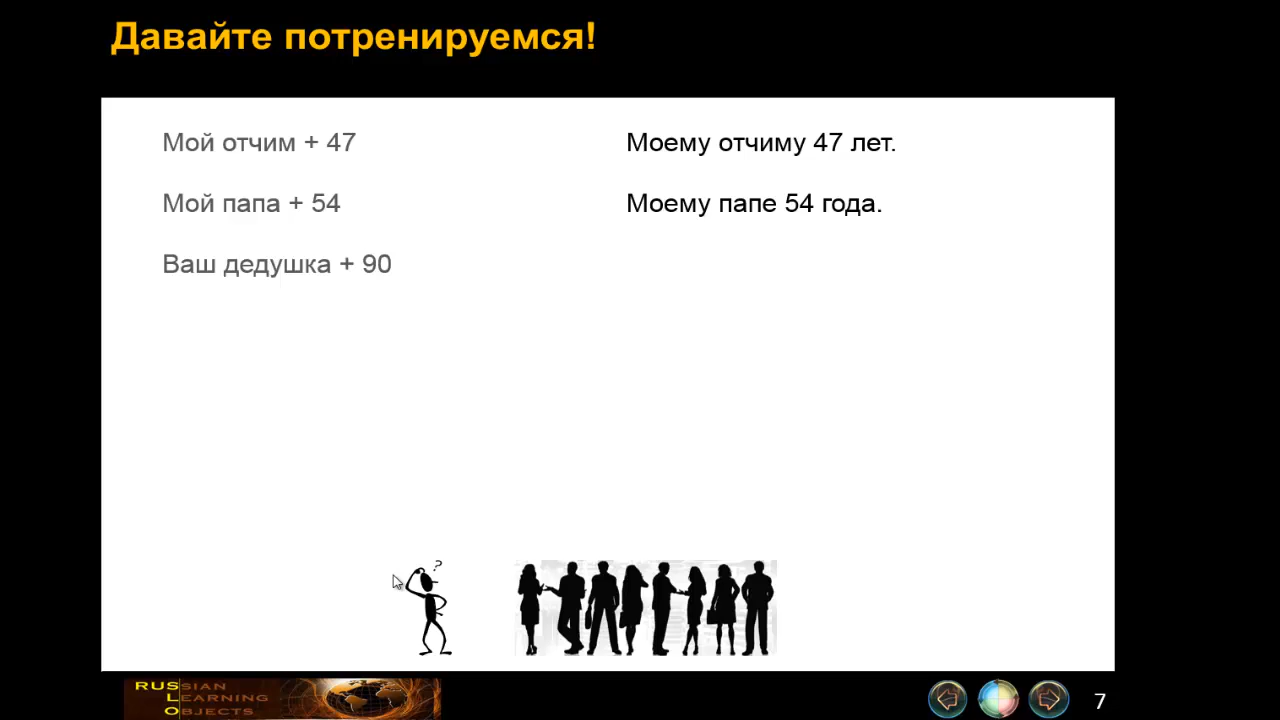 Давайте потренируемся!
Мой отчим + 47
Моему отчиму 47 лет.
Мой папа + 54
Моему папе 54 года.
Ваш дедушка + 90
?
RUSSIAN
LEARNING
OBJECTS
7